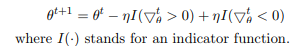 θ^{t+1} = θ^t − ηI(▽_θ^t > 0) + ηI(▽_θ^t < 0)
where I(·) stands for an indicator function.